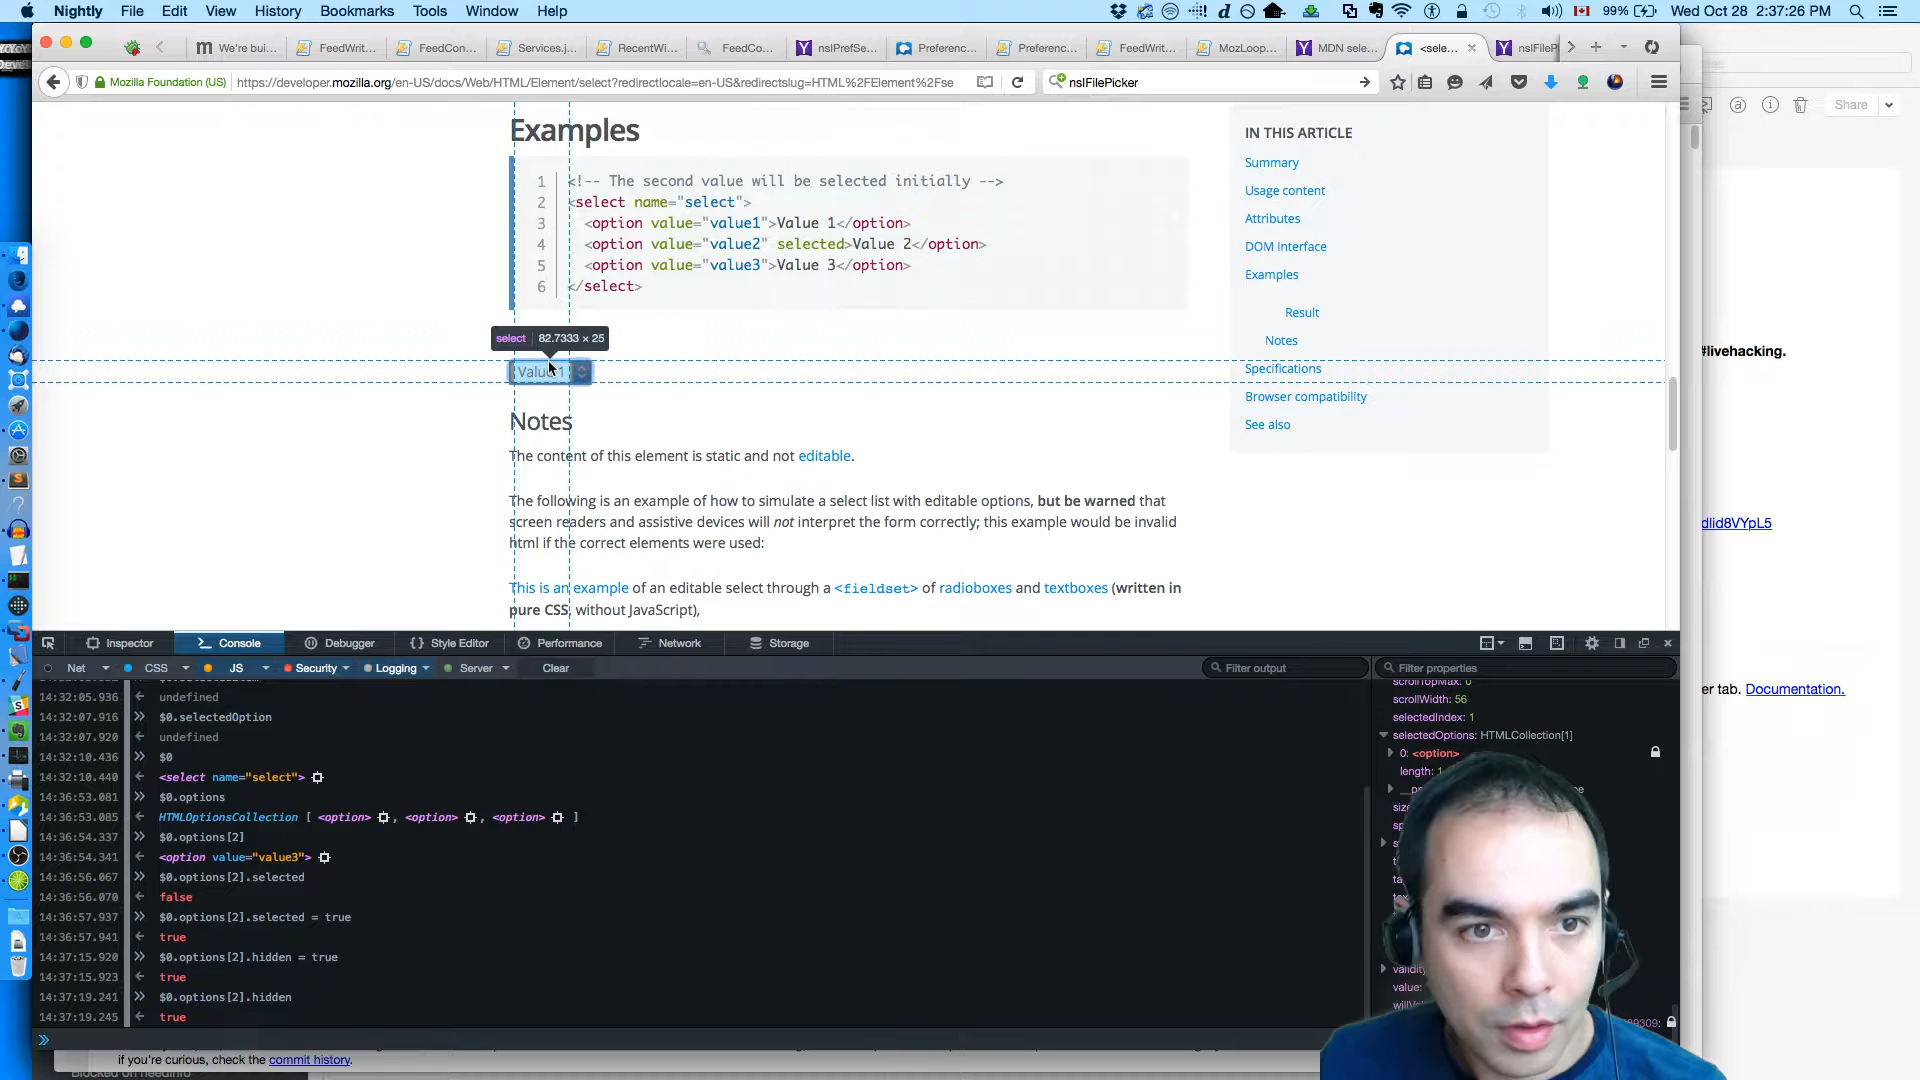 Nightly File Edit View History Bookmarks Tools Window Help
99% Wed Oct 28 2:37:26 PM
We're bui... FeedWrit... FeedCon... Services.j... RecentWi... FeedCo... nsIPrefSe... Preferenc... Preferenc... FeedWrit... MozLoop... MDN sele... <sele... nsIFileP
Mozilla Foundation (US) https://developer.mozilla.org/en-US/docs/Web/HTML/Element/select?redirectlocale=en-US&redirectslug=HTML%2FElement%2Fse nsIFilePicker
Share
Examples
1 <!-- The second value will be selected initially -->
2 <select name="select">
3 <option value="value1">Value 1</option>
4 <option value="value2" selected>Value 2</option>
5 <option value="value3">Value 3</option>
6 </select>
select 82.7333 × 25
Value 1
Notes
The content of this element is static and not editable.
The following is an example of how to simulate a select list with editable options, but be warned that
screen readers and assistive devices will not interpret the form correctly; this example would be invalid
html if the correct elements were used:
This is an example of an editable select through a <fieldset> of radioboxes and textboxes (written in
pure CSS, without JavaScript),
IN THIS ARTICLE
Summary
Usage content
Attributes
DOM Interface
Examples
Result
Notes
Specifications
Browser compatibility
See also
#livehacking.
dlid8VYpL5
er tab. Documentation.
Inspector Console Debugger Style Editor Performance Network Storage
Net CSS JS Security Logging Server Clear Filter output Filter properties
14:32:05.936 undefined
14:32:07.916 $0.selectedOption
14:32:07.920 undefined
14:32:10.436 $0
14:32:10.440 <select name="select">
14:36:53.081 $0.options
14:36:53.085 HTMLOptionsCollection [ <option> , <option> , <option> ]
14:36:54.337 $0.options[2]
14:36:54.341 <option value="value3">
14:36:56.067 $0.options[2].selected
14:36:56.070 false
14:36:57.937 $0.options[2].selected = true
14:36:57.941 true
14:37:15.920 $0.options[2].hidden = true
14:37:15.923 true
14:37:19.241 $0.options[2].hidden
14:37:19.245 true
scrollTopMax: 0
scrollWidth: 56
selectedIndex: 1
selectedOptions: HTMLCollection[1]
0: <option>
length: 1
validity
value:
if you're curious, check the commit history.
Blocked on needinfo